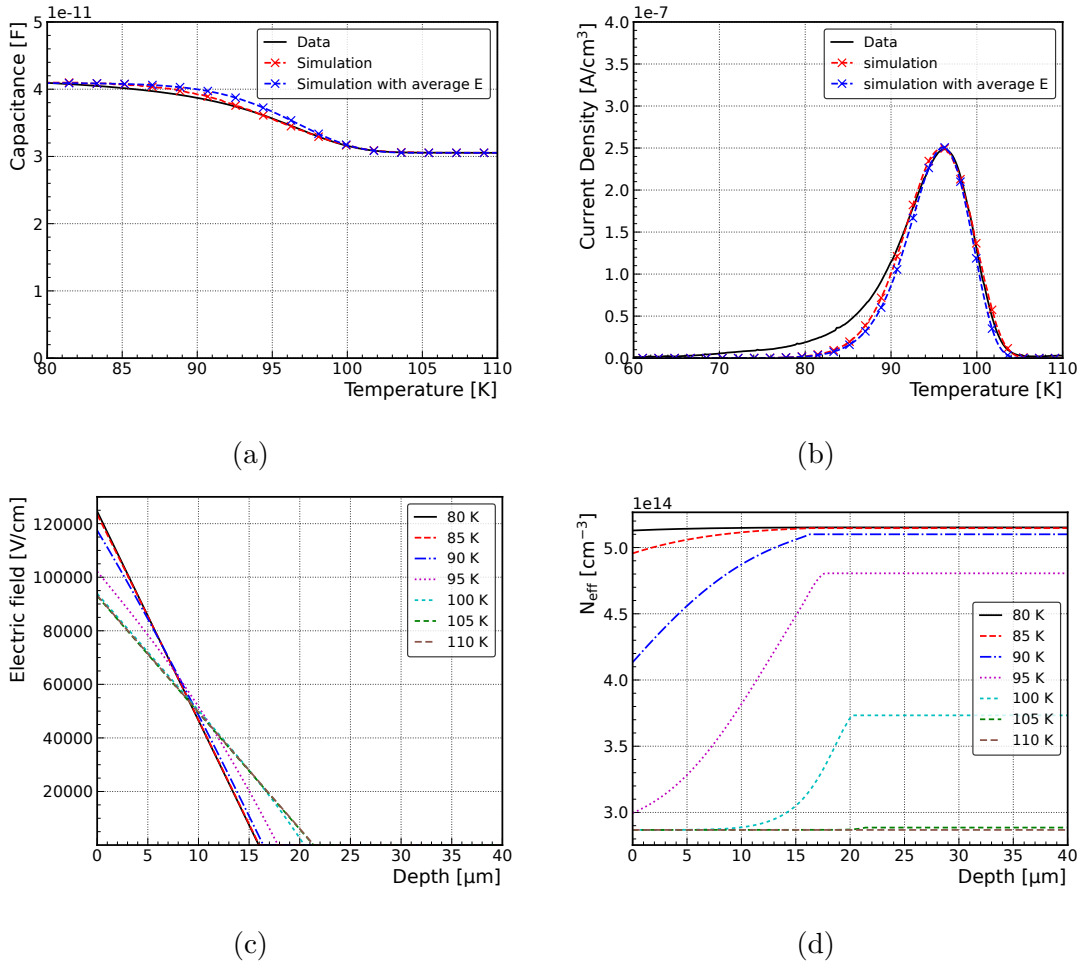 1e-11
5
4
3
2
1
0
Capacitance [F]
Data
Simulation
Simulation with average E
80 85 90 95 100 105 110
Temperature [K]
(a)
1e-7
4.0
3.5
3.0
2.5
2.0
1.5
1.0
0.5
0.0
Current Density [A/cm3]
Data
simulation
simulation with average E
60 70 80 90 100 110
Temperature [K]
(b)
120000
100000
80000
60000
40000
20000
Electric field [V/cm]
80 K
85 K
90 K
95 K
100 K
105 K
110 K
0 5 10 15 20 25 30 35 40
Depth [μm]
(c)
1e14
5.0
4.5
4.0
3.5
3.0
N_eff [cm⁻³]
80 K
85 K
90 K
95 K
100 K
105 K
110 K
0 5 10 15 20 25 30 35 40
Depth [μm]
(d)